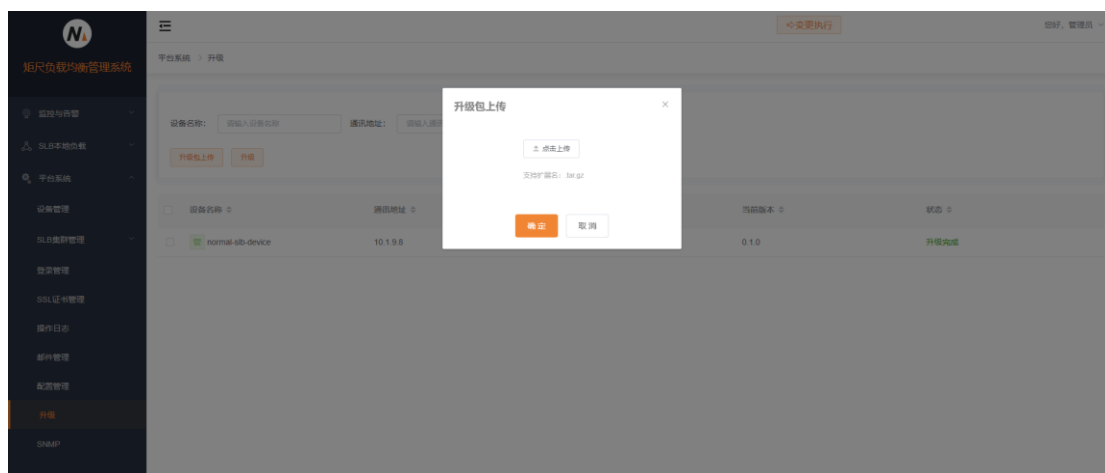 变更执行
您好，管理员
矩尺负载均衡管理系统
平台系统 > 升级
监控与告警
SLB本地负载
平台系统
设备管理
SLB集群管理
登录管理
SSL证书管理
操作日志
邮件管理
配置管理
升级
SNMP
设备名称： 请输入设备名称 通讯地址：
升级包上传 升级
升级包上传
点击上传
支持扩展名：.tar.gz
确定 取消
设备名称 通讯地址 当前版本 状态
normal-slb-device 10.1.9.8 0.1.0 升级完成